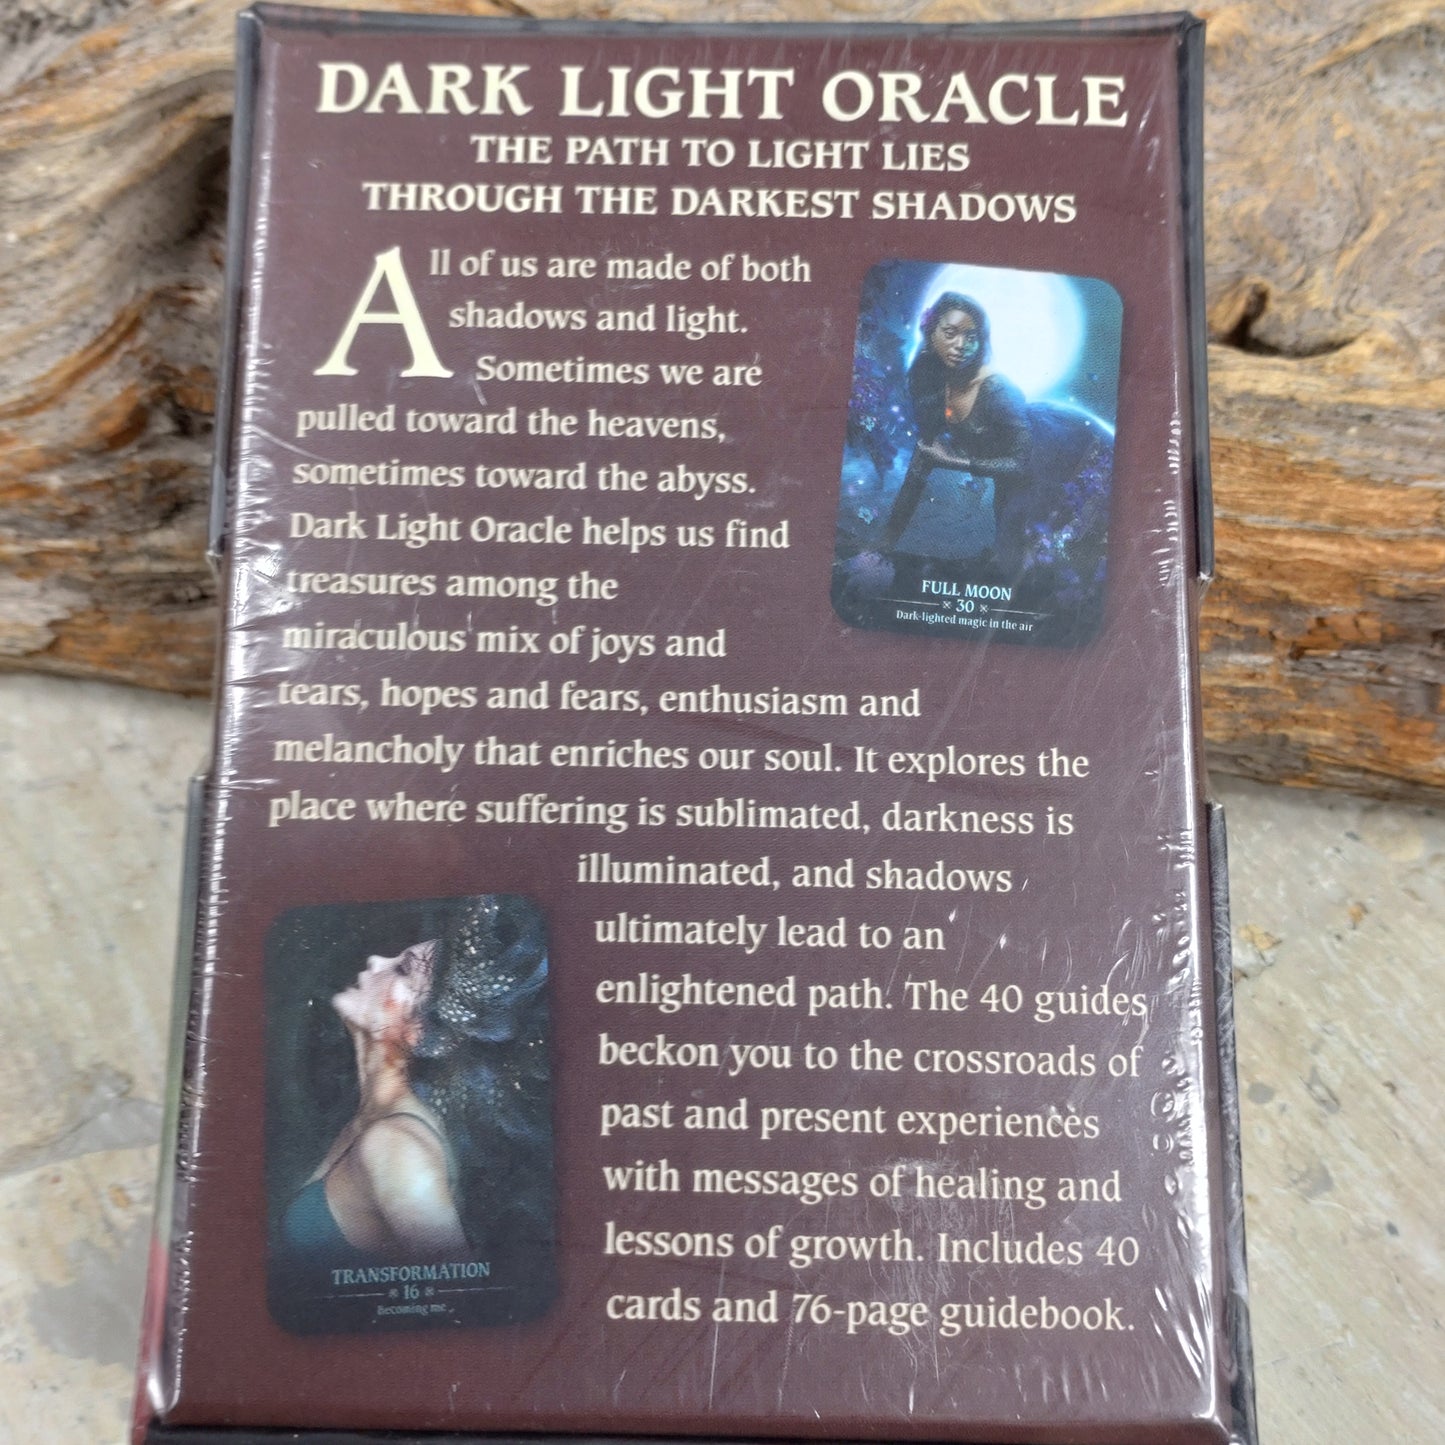 DARK LIGHT ORACLE
THE PATH TO LIGHT LIES
THROUGH THE DARKEST SHADOWS
All of us are made of both
shadows and light.
Sometimes we are
pulled toward the heavens,
sometimes toward the abyss.
Dark Light Oracle helps us find
treasures among the
miraculous mix of joys and
tears, hopes and fears, enthusiasm and
melancholy that enriches our soul. It explores the
place where suffering is sublimated, darkness is
illuminated, and shadows
ultimately lead to an
enlightened path. The 40 guides
beckon you to the crossroads of
past and present experiences
with messages of healing and
lessons of growth. Includes 40
cards and 76-page guidebook.
FULL MOON
30
Dark-lighted magic in the air
TRANSFORMATION
16
Becoming me